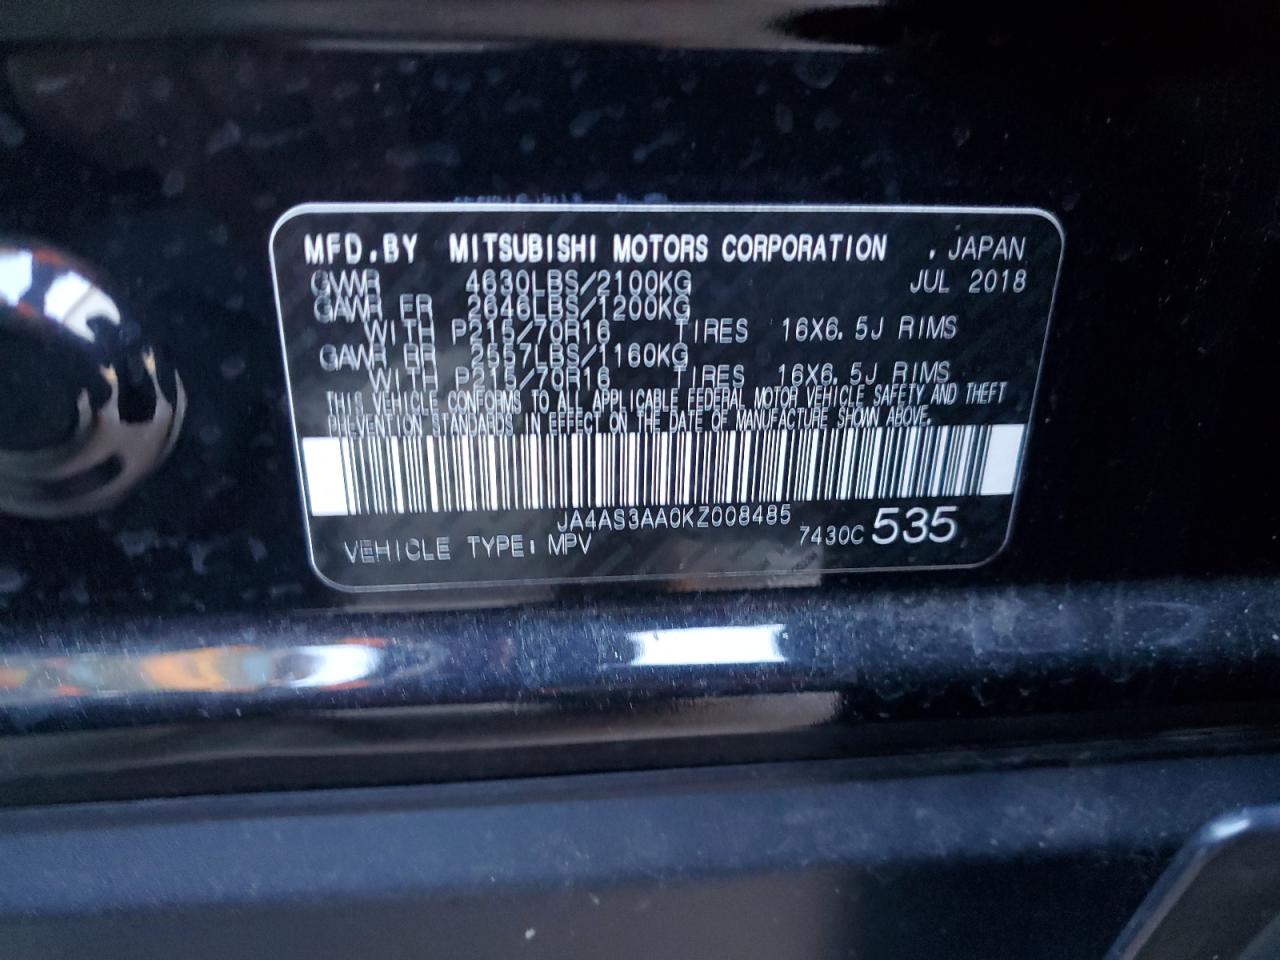 MFD.BY MITSUBISHI MOTORS CORPORATION , JAPAN
GVWR 4630LBS/2100KG JUL 2018
GAWR FR 2646LBS/1200KG
WITH P215/70R16 TIRES 16X6.5J RIMS
GAWR RR 2557LBS/1160KG
WITH P215/70R16 TIRES 16X6.5J RIMS
THIS VEHICLE CONFORMS TO ALL APPLICABLE FEDERAL MOTOR VEHICLE SAFETY AND THEFT
PREVENTION STANDARDS IN EFFECT ON THE DATE OF MANUFACTURE SHOWN ABOVE.
JA4AS3AA0KZ008485
VEHICLE TYPE: MPV 7430C 535